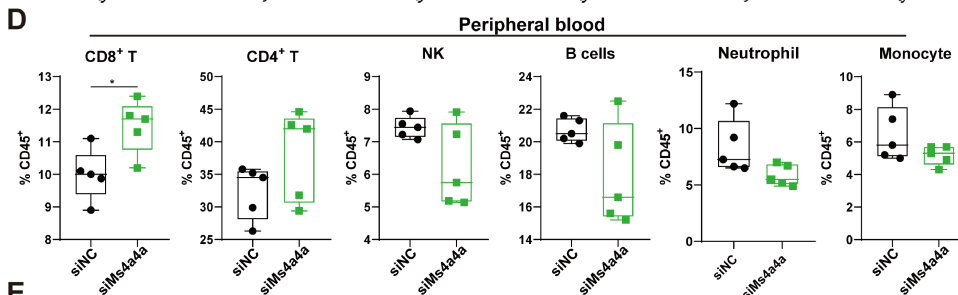 D
Peripheral blood
CD8+ T
CD4+ T
NK
B cells
Neutrophil
Monocyte
% CD45+
13
12
11
10
9
8
*
siNC
siMs4a4a
% CD45+
50
45
40
35
30
25
siNC
siMs4a4a
% CD45+
9
8
7
6
5
4
siNC
siMs4a4a
% CD45+
24
22
20
18
16
14
siNC
siMs4a4a
% CD45+
15
10
5
0
siNC
siMs4a4a
% CD45+
10
8
6
4
2
0
siNC
siMs4a4a